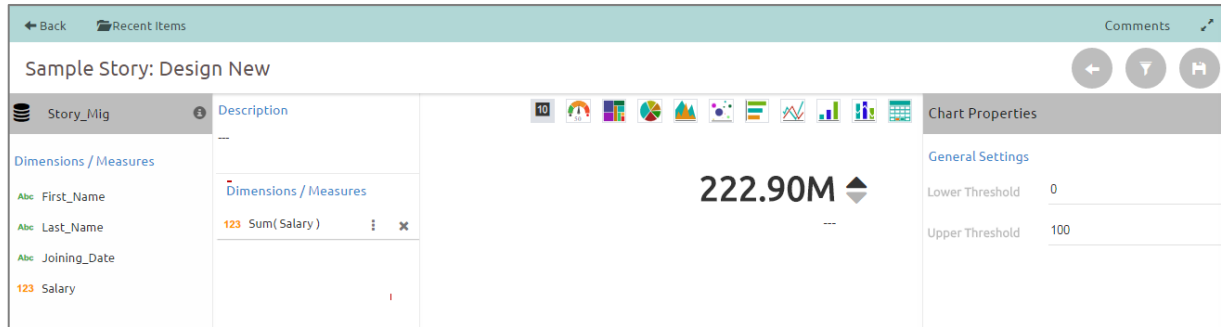 Back Recent Items Comments
Sample Story: Design New
Story_Mig
Dimensions / Measures
Abc First_Name
Abc Last_Name
Abc Joining_Date
123 Salary
Description
---
Dimensions / Measures
123 Sum( Salary )
10
50
222.90M
---
Chart Properties
General Settings
Lower Threshold 0
Upper Threshold 100